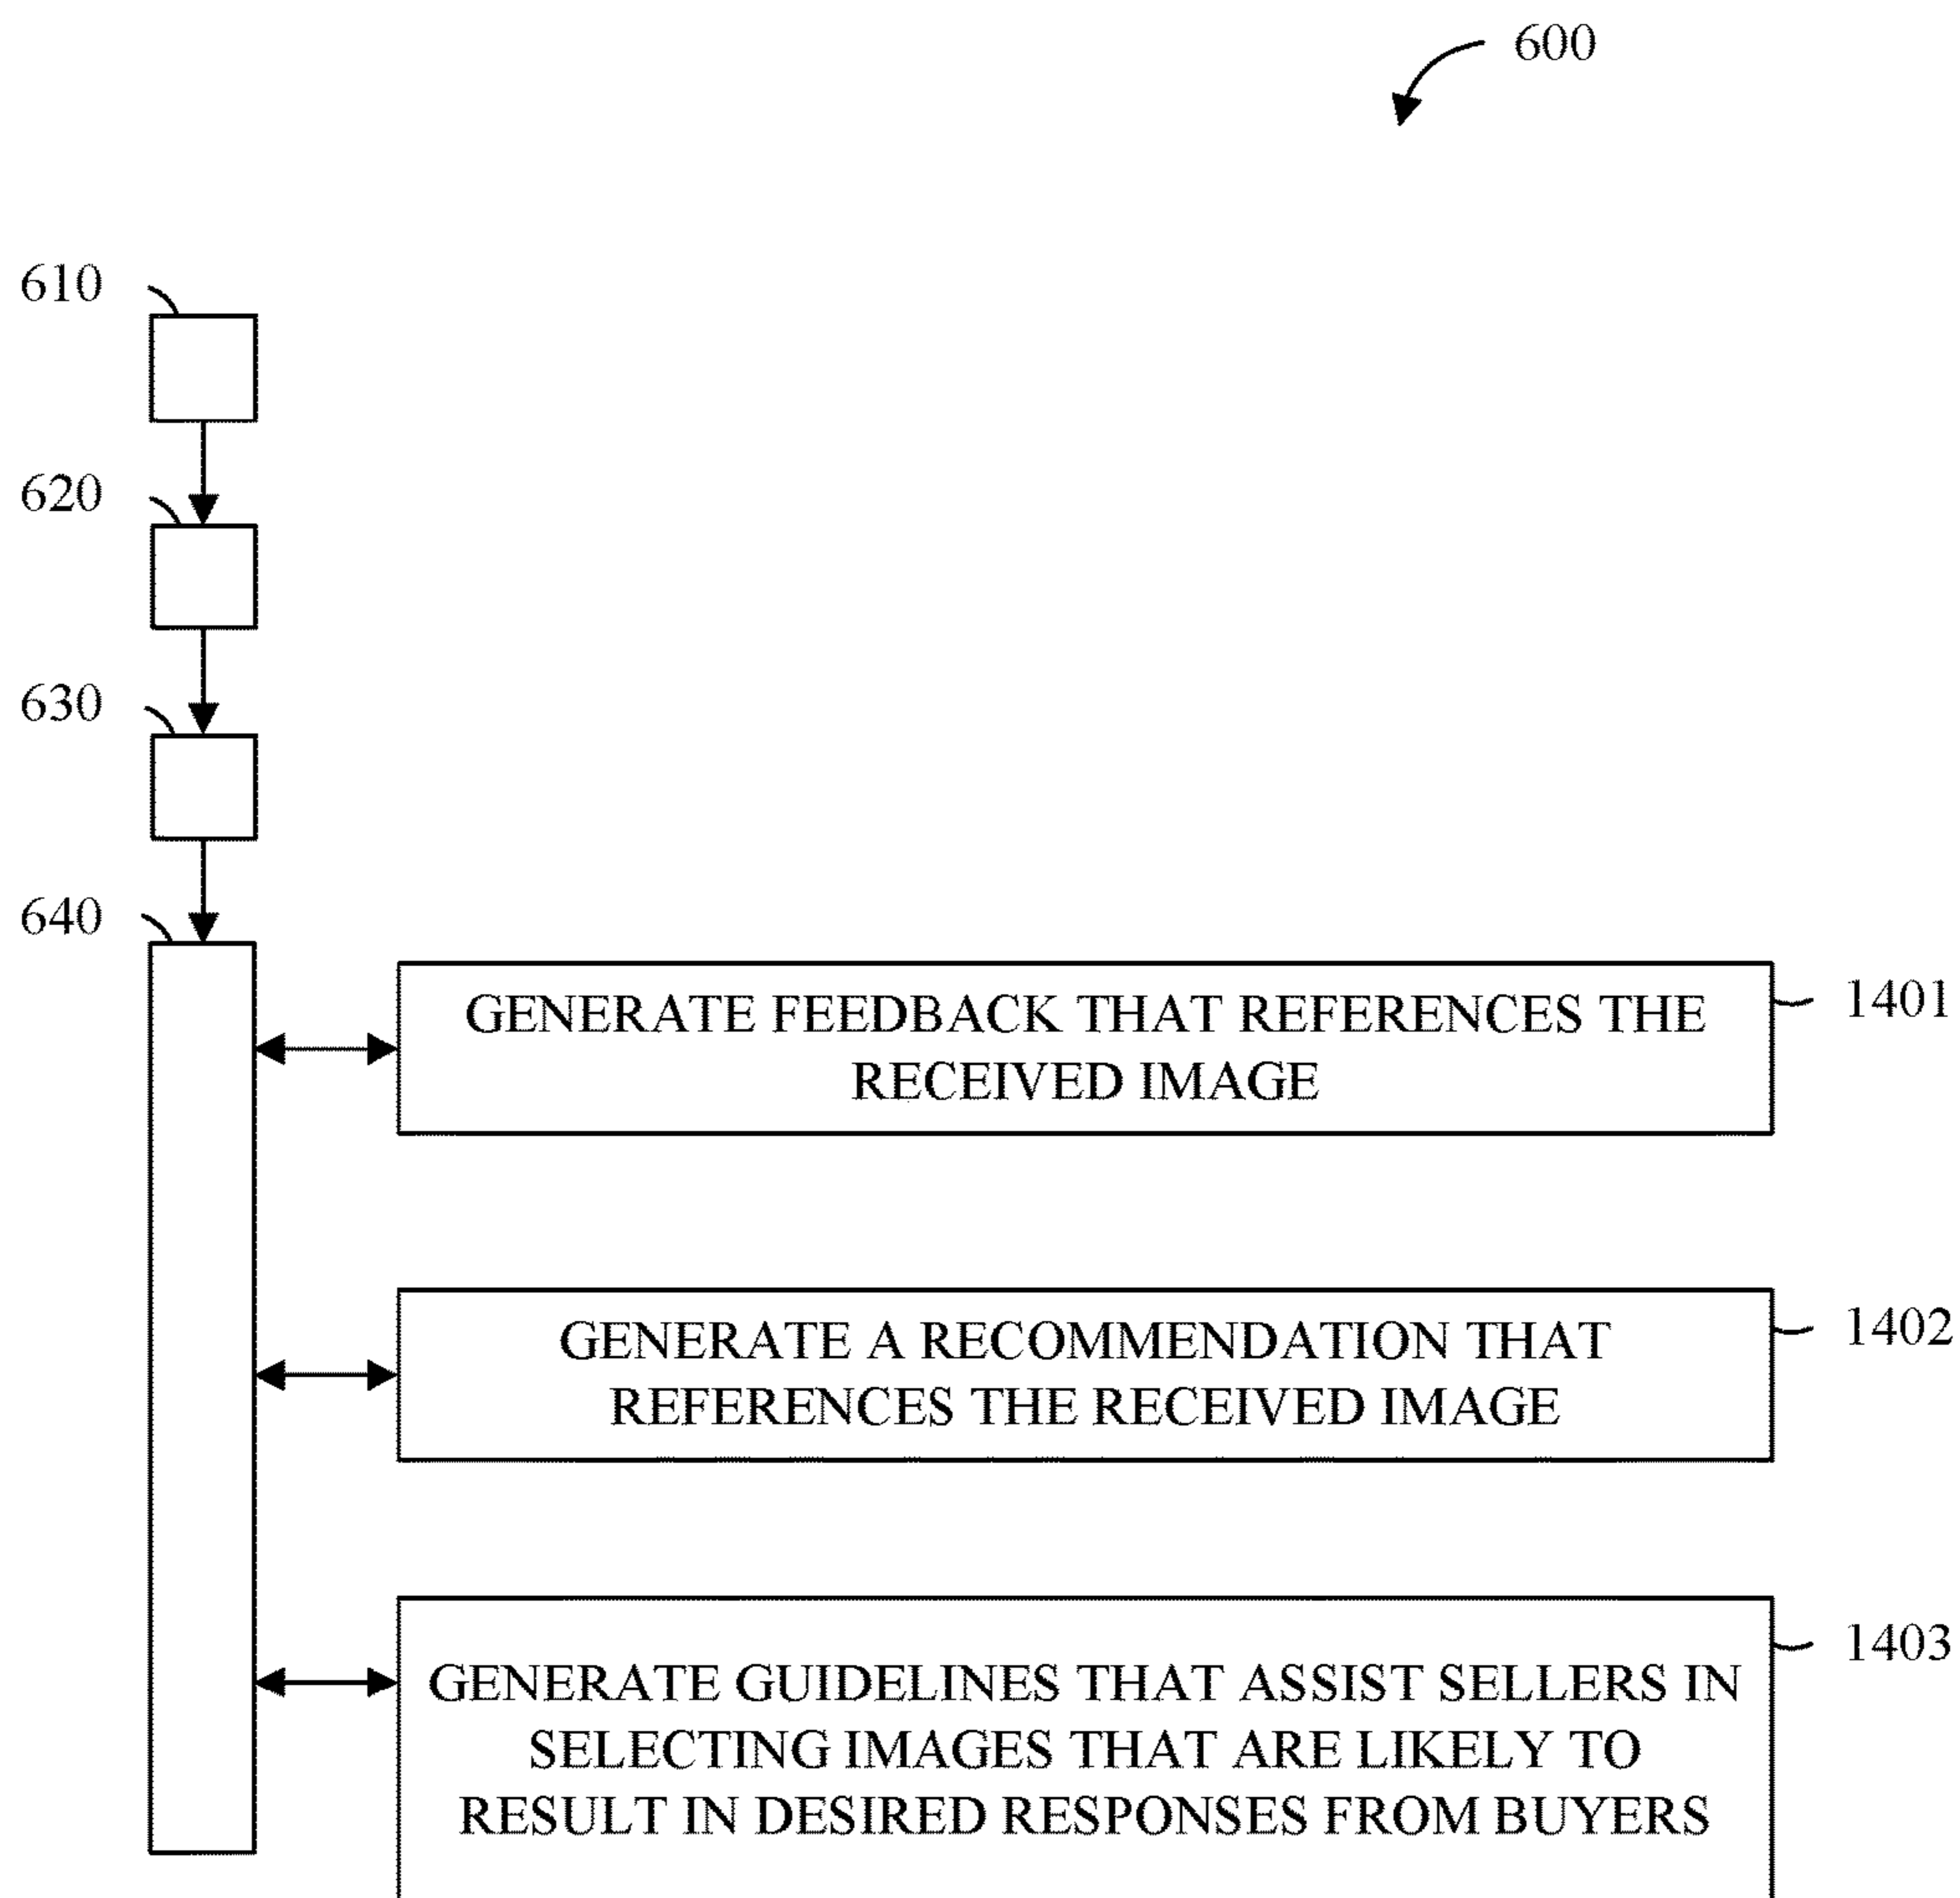 600
610
620
630
640
GENERATE FEEDBACK THAT REFERENCES THE
RECEIVED IMAGE
1401
GENERATE A RECOMMENDATION THAT
REFERENCES THE RECEIVED IMAGE
1402
GENERATE GUIDELINES THAT ASSIST SELLERS IN
SELECTING IMAGES THAT ARE LIKELY TO
RESULT IN DESIRED RESPONSES FROM BUYERS
1403